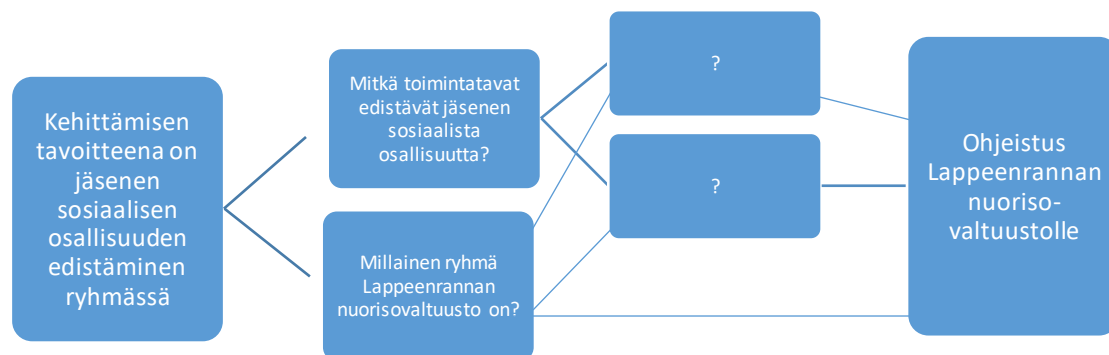 Kehittämisen
tavoitteena on
jäsenen
sosiaalisen
osallisuuden
edistäminen
ryhmässä
Mitkä toimintatavat
edistävät jäsenen
sosiaalista
osallisuutta?
Millainen ryhmä
Lappeenrannan
nuorisovaltuusto on?
?
?
Ohjeistus
Lappeenrannan
nuoriso-
valtuustolle